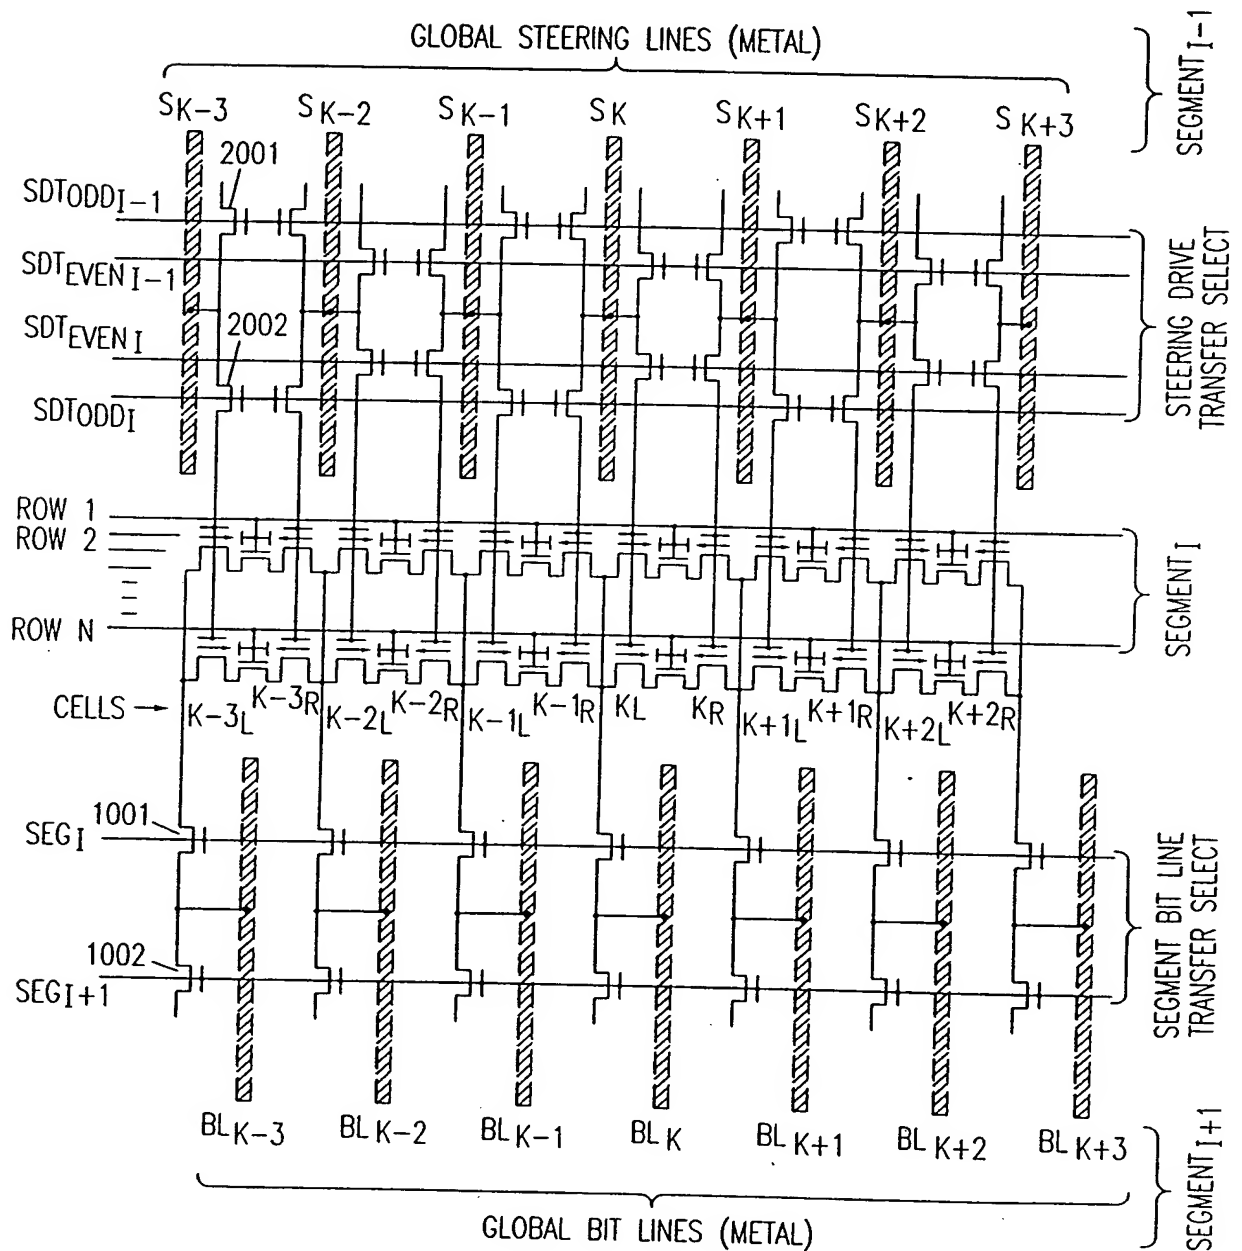 GLOBAL STEERING LINES (METAL)
SEGMENT I-1
SK-3 SK-2 SK-1 SK SK+1 SK+2 SK+3
2001
SDTODDI-1
SDTEVENI-1
SDTEVENI
2002
SDTODDI
STEERING DRIVE
TRANSFER SELECT
ROW 1
ROW 2
ROW N
SEGMENT I
CELLS
K-3L K-3R K-2L K-2R K-1L K-1R KL KR K+1L K+1R K+2L K+2R
1001
SEGI
1002
SEGI+1
SEGMENT BIT LINE
TRANSFER SELECT
BLK-3 BLK-2 BLK-1 BLK BLK+1 BLK+2 BLK+3
GLOBAL BIT LINES (METAL)
SEGMENT I+1